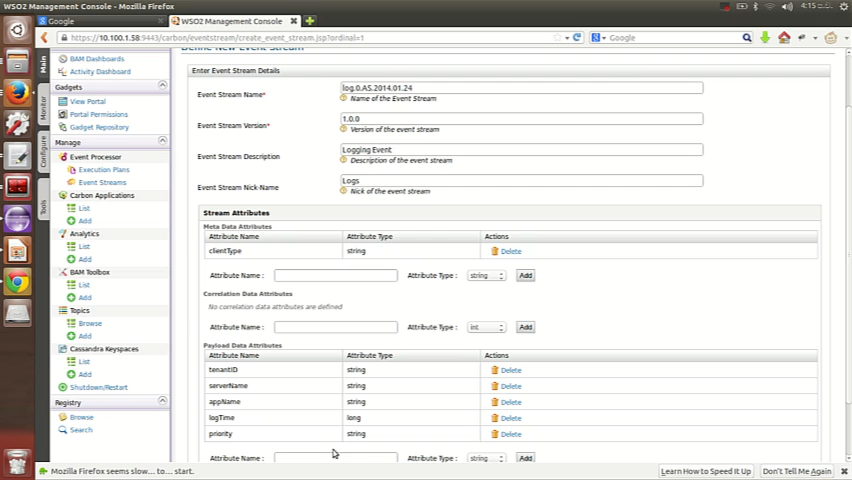 WSO2 Management Console - Mozilla Firefox
4:15
Google
WSO2 Management Console
https://10.100.1.58:9443/carbon/eventstream/create_event_stream.jsp?ordinal=1
Google
Main
Monitor
Configure
Tools
BAM Dashboards
Activity Dashboard
Gadgets
View Portal
Portal Permissions
Gadget Repository
Manage
Event Processor
Execution Plans
Event Streams
Carbon Applications
List
Add
Analytics
List
Add
BAM Toolbox
List
Add
Topics
Browse
Add
Cassandra Keyspaces
List
Add
Shutdown/Restart
Registry
Browse
Search
Define New Event Stream
Enter Event Stream Details
Event Stream Name* log.0.AS.2014.01.24
Name of the Event Stream
Event Stream Version* 1.0.0
Version of the event stream
Event Stream Description Logging Event
Description of the event stream
Event Stream Nick-Name Logs
Nick of the event stream
Stream Attributes
Meta Data Attributes
Attribute Name Attribute Type Actions
clientType string Delete
Attribute Name : Attribute Type : string Add
Correlation Data Attributes
No correlation data attributes are defined
Attribute Name : Attribute Type : int Add
Payload Data Attributes
Attribute Name Attribute Type Actions
tenantID string Delete
serverName string Delete
appName string Delete
logTime long Delete
priority string Delete
Attribute Name : Attribute Type : string Add
Mozilla Firefox seems slow... to... start. Learn How to Speed It Up Don't Tell Me Again